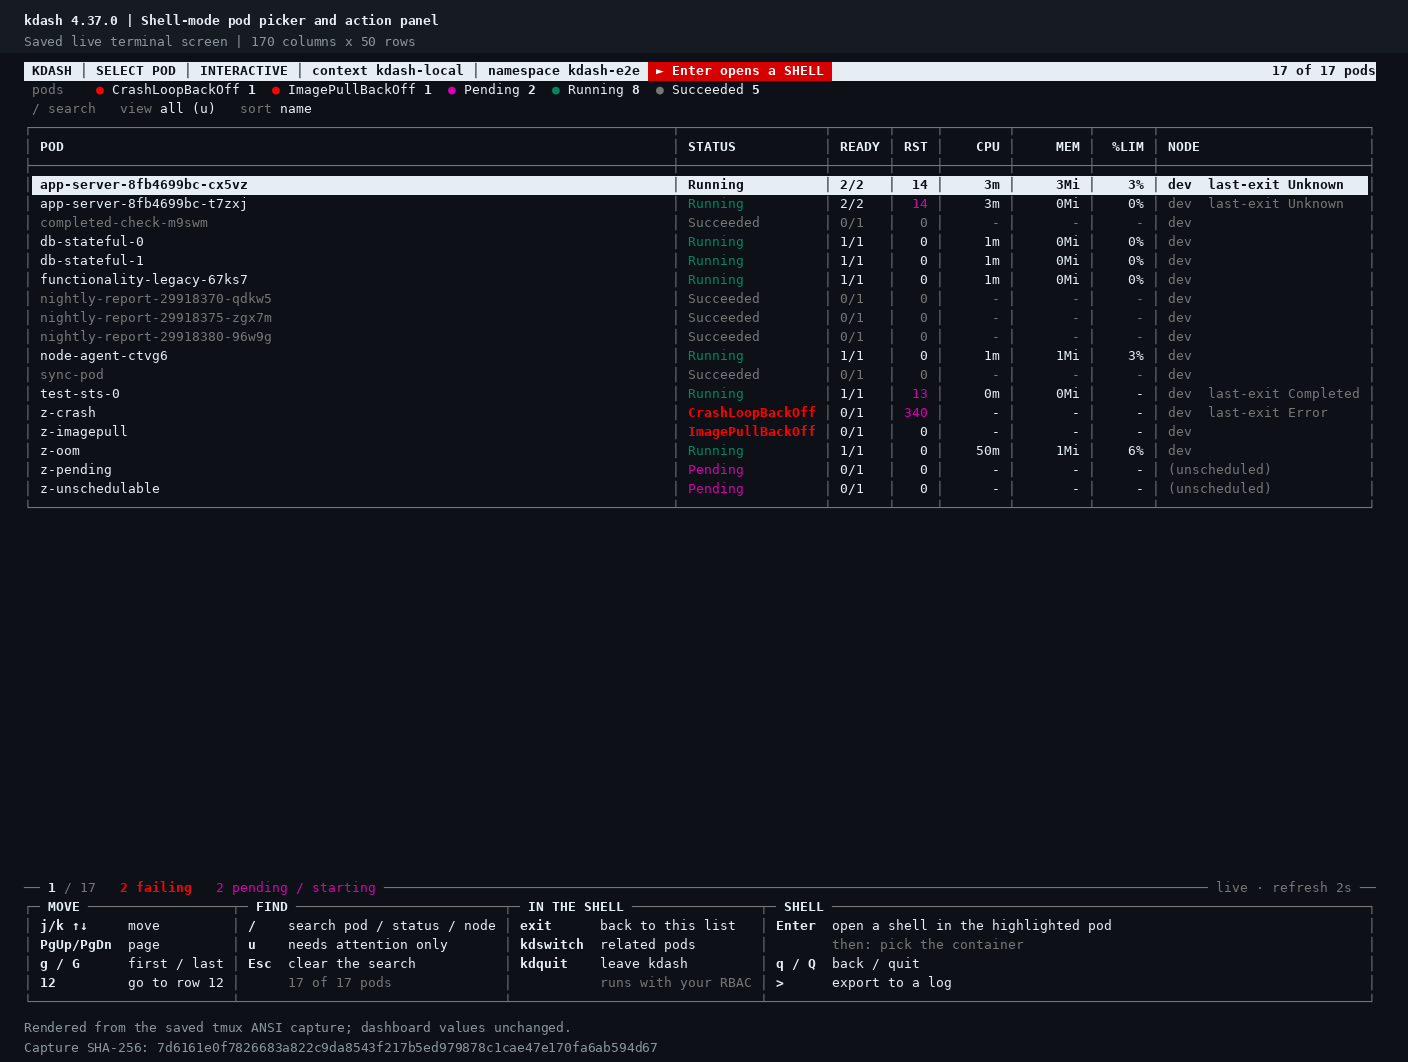 kdash 4.37.0 | Shell-mode pod picker and action panel
Saved live terminal screen | 170 columns x 50 rows
KDASH │ SELECT POD │ INTERACTIVE │ context kdash-local │ namespace kdash-e2e ► Enter opens a SHELL 17 of 17 pods
pods ● CrashLoopBackOff 1 ● ImagePullBackOff 1 ● Pending 2 ● Running 8 ● Succeeded 5
/ search view all (u) sort name
│ POD │ STATUS │ READY │ RST │ CPU │ MEM │ %LIM │ NODE │
│ app-server-8fb4699bc-cx5vz │ Running │ 2/2 │ 14 │ 3m │ 3Mi │ 3% │ dev last-exit Unknown │
│ app-server-8fb4699bc-t7zxj │ Running │ 2/2 │ 14 │ 3m │ 0Mi │ 0% │ dev last-exit Unknown │
│ completed-check-m9swm │ Succeeded │ 0/1 │ 0 │ - │ - │ - │ dev │
│ db-stateful-0 │ Running │ 1/1 │ 0 │ 1m │ 0Mi │ 0% │ dev │
│ db-stateful-1 │ Running │ 1/1 │ 0 │ 1m │ 0Mi │ 0% │ dev │
│ functionality-legacy-67ks7 │ Running │ 1/1 │ 0 │ 1m │ 0Mi │ 0% │ dev │
│ nightly-report-29918370-qdkw5 │ Succeeded │ 0/1 │ 0 │ - │ - │ - │ dev │
│ nightly-report-29918375-zgx7m │ Succeeded │ 0/1 │ 0 │ - │ - │ - │ dev │
│ nightly-report-29918380-96w9g │ Succeeded │ 0/1 │ 0 │ - │ - │ - │ dev │
│ node-agent-ctvg6 │ Running │ 1/1 │ 0 │ 1m │ 1Mi │ 3% │ dev │
│ sync-pod │ Succeeded │ 0/1 │ 0 │ - │ - │ - │ dev │
│ test-sts-0 │ Running │ 1/1 │ 13 │ 0m │ 0Mi │ - │ dev last-exit Completed │
│ z-crash │ CrashLoopBackOff │ 0/1 │ 340 │ - │ - │ - │ dev last-exit Error │
│ z-imagepull │ ImagePullBackOff │ 0/1 │ 0 │ - │ - │ - │ dev │
│ z-oom │ Running │ 1/1 │ 0 │ 50m │ 1Mi │ 6% │ dev │
│ z-pending │ Pending │ 0/1 │ 0 │ - │ - │ - │ (unscheduled) │
│ z-unschedulable │ Pending │ 0/1 │ 0 │ - │ - │ - │ (unscheduled) │
1 / 17 2 failing 2 pending / starting live · refresh 2s
MOVE FIND IN THE SHELL SHELL
│ j/k ↑↓ move │ / search pod / status / node │ exit back to this list │ Enter open a shell in the highlighted pod │
│ PgUp/PgDn page │ u needs attention only │ kdswitch related pods │ then: pick the container │
│ g / G first / last │ Esc clear the search │ kdquit leave kdash │ q / Q back / quit │
│ 12 go to row 12 │ 17 of 17 pods │ runs with your RBAC │ > export to a log │
Rendered from the saved tmux ANSI capture; dashboard values unchanged.
Capture SHA-256: 7d6161e0f7826683a822c9da8543f217b5ed979878c1cae47e170fa6ab594d67